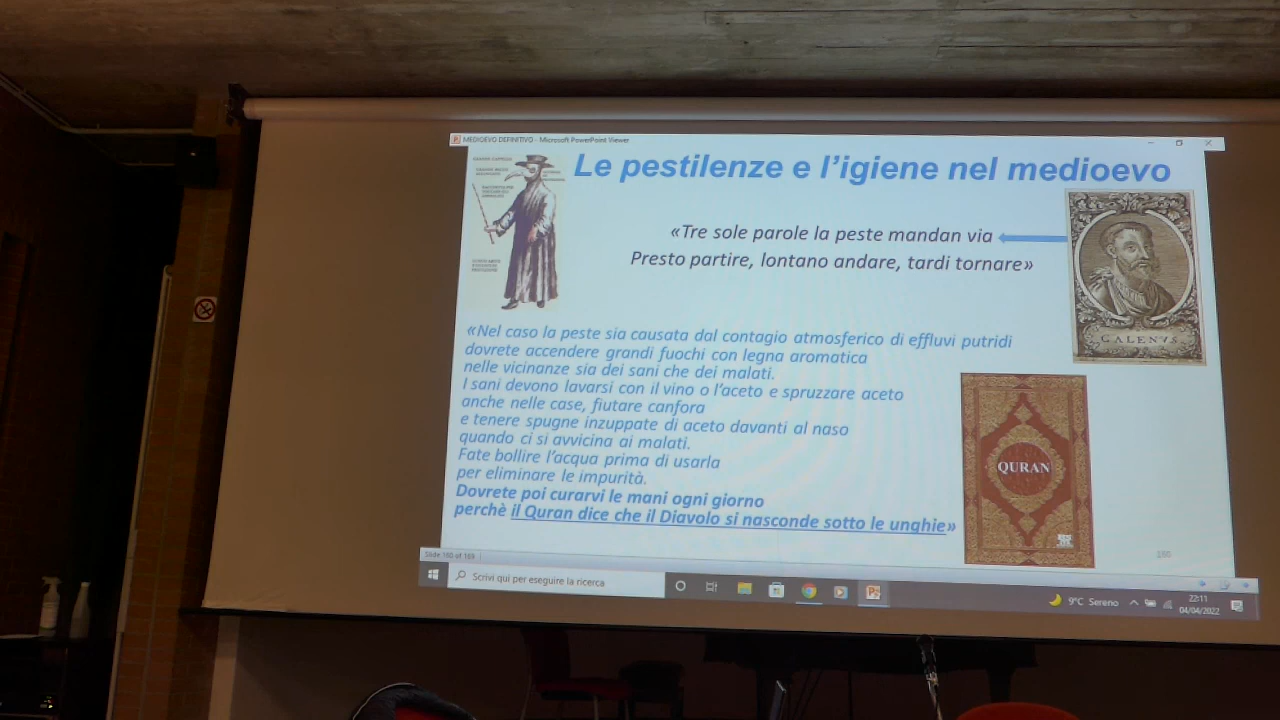 MEDIOEVO DEFINITIVO - Microsoft PowerPoint Viewer
Le pestilenze e l'igiene nel medioevo
«Tre sole parole la peste mandan via
Presto partire, lontano andare, tardi tornare»
GALENVS
«Nel caso la peste sia causata dal contagio atmosferico di effluvi putridi
dovrete accendere grandi fuochi con legna aromatica
nelle vicinanze sia dei sani che dei malati.
I sani devono lavarsi con il vino o l'aceto e spruzzare aceto
anche nelle case, fiutare canfora
e tenere spugne inzuppate di aceto davanti al naso
quando ci si avvicina ai malati.
Fate bollire l'acqua prima di usarla
per eliminare le impurità.
Dovrete poi curarvi le mani ogni giorno
perchè il Quran dice che il Diavolo si nasconde sotto le unghie»
QURAN
Slide 160 of 169
Scrivi qui per eseguire la ricerca
9°C Sereno
22:11
04/04/2022